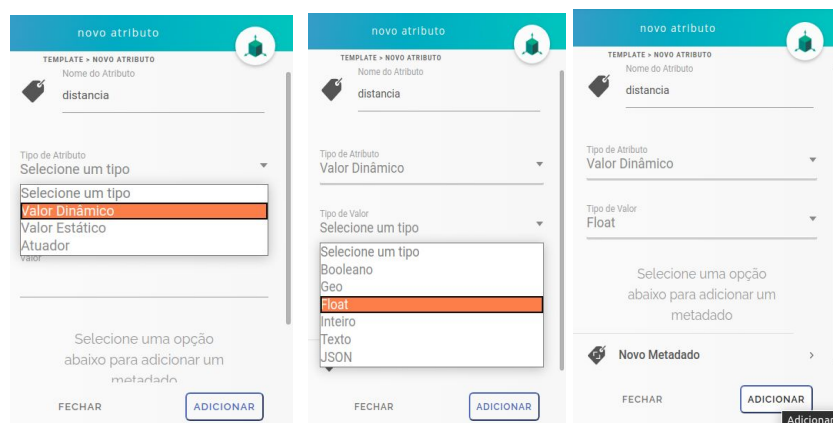 novo atributo
TEMPLATE > NOVO ATRIBUTO
Nome do Atributo
distancia
Tipo de Atributo
Selecione um tipo
Selecione um tipo
Valor Dinâmico
Valor Estático
Atuador
Valor
Selecione uma opção
abaixo para adicionar um
metadado
FECHAR
ADICIONAR
novo atributo
TEMPLATE > NOVO ATRIBUTO
Nome do Atributo
distancia
Tipo de Atributo
Valor Dinâmico
Tipo de Valor
Selecione um tipo
Selecione um tipo
Booleano
Geo
Float
Inteiro
Texto
JSON
FECHAR
ADICIONAR
novo atributo
TEMPLATE > NOVO ATRIBUTO
Nome do Atributo
distancia
Tipo de Atributo
Valor Dinâmico
Tipo de Valor
Float
Selecione uma opção
abaixo para adicionar um
metadado
Novo Metadado
FECHAR
ADICIONAR
Adicionar